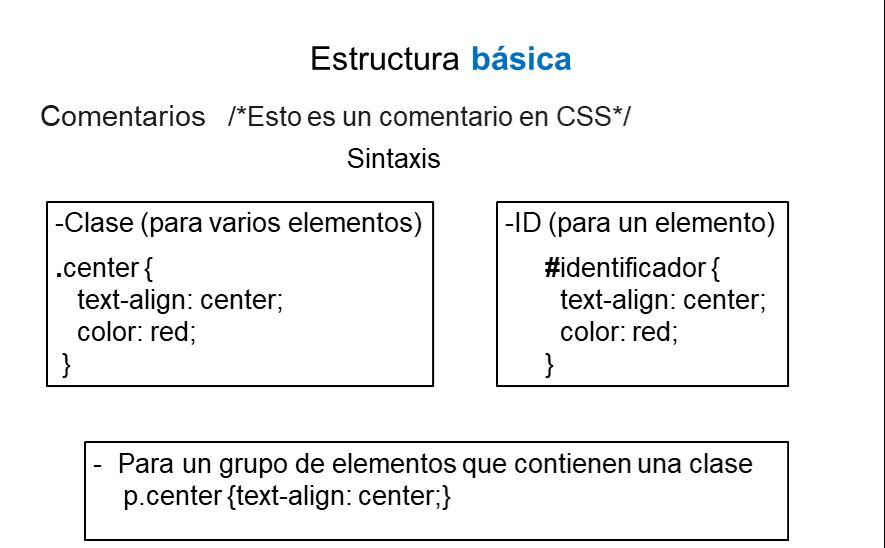 Estructura básica
Comentarios /*Esto es un comentario en CSS*/
Sintaxis
-Clase (para varios elementos)
.center {
text-align: center;
color: red;
}
-ID (para un elemento)
#identificador {
text-align: center;
color: red;
}
- Para un grupo de elementos que contienen una clase
p.center {text-align: center;}